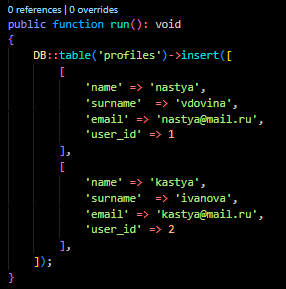 0 references | 0 overrides
public function run(): void
{
    DB::table('profiles')->insert([
        [
            'name' => 'nastya',
            'surname'  => 'vdovina',
            'email' => 'nastya@mail.ru',
            'user_id' => 1
        ],
        [
            'name' => 'kastya',
            'surname' =>  'ivanova',
            'email' => 'kastya@mail.ru',
            'user_id' => 2
        ],
    ]);
}